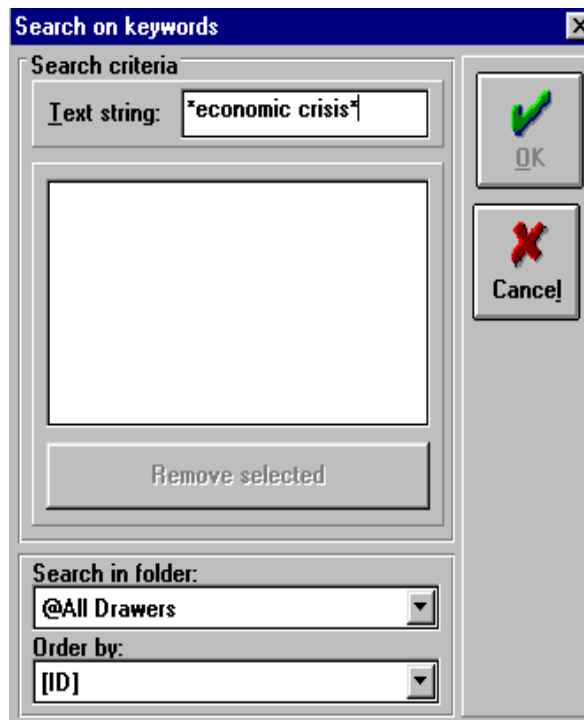 Search on keywords
Search criteria
Text string: *economic crisis*
OK
Cancel
Remove selected
Search in folder:
@All Drawers
Order by:
[ID]